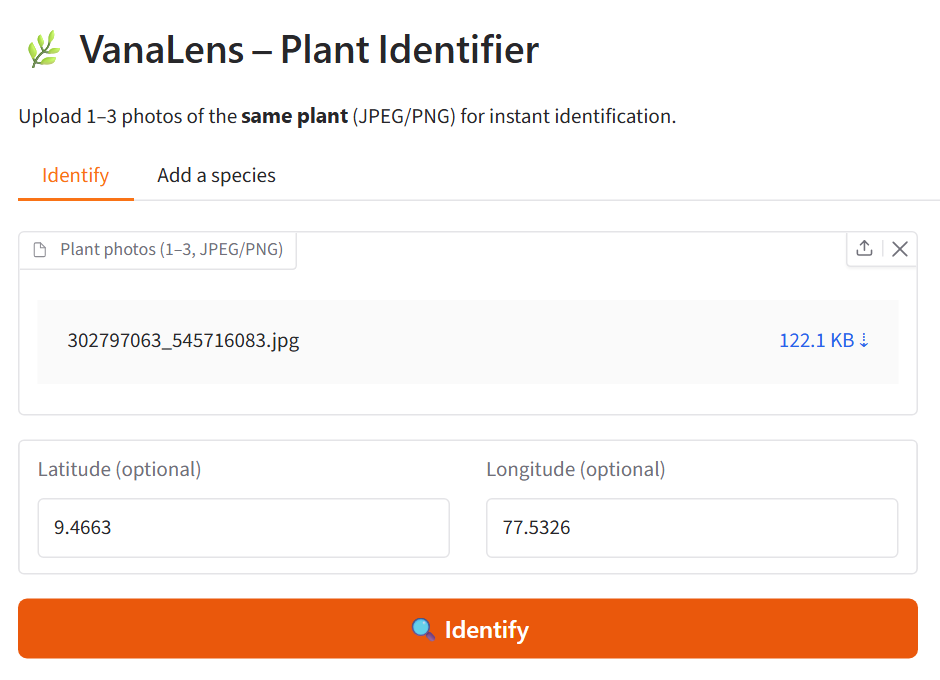 VanaLens – Plant Identifier
Upload 1–3 photos of the same plant (JPEG/PNG) for instant identification.
Identify
Add a species
Plant photos (1–3, JPEG/PNG)
302797063_545716083.jpg
122.1 KB ⇣
Latitude (optional)
Longitude (optional)
9.4663
77.5326
Identify